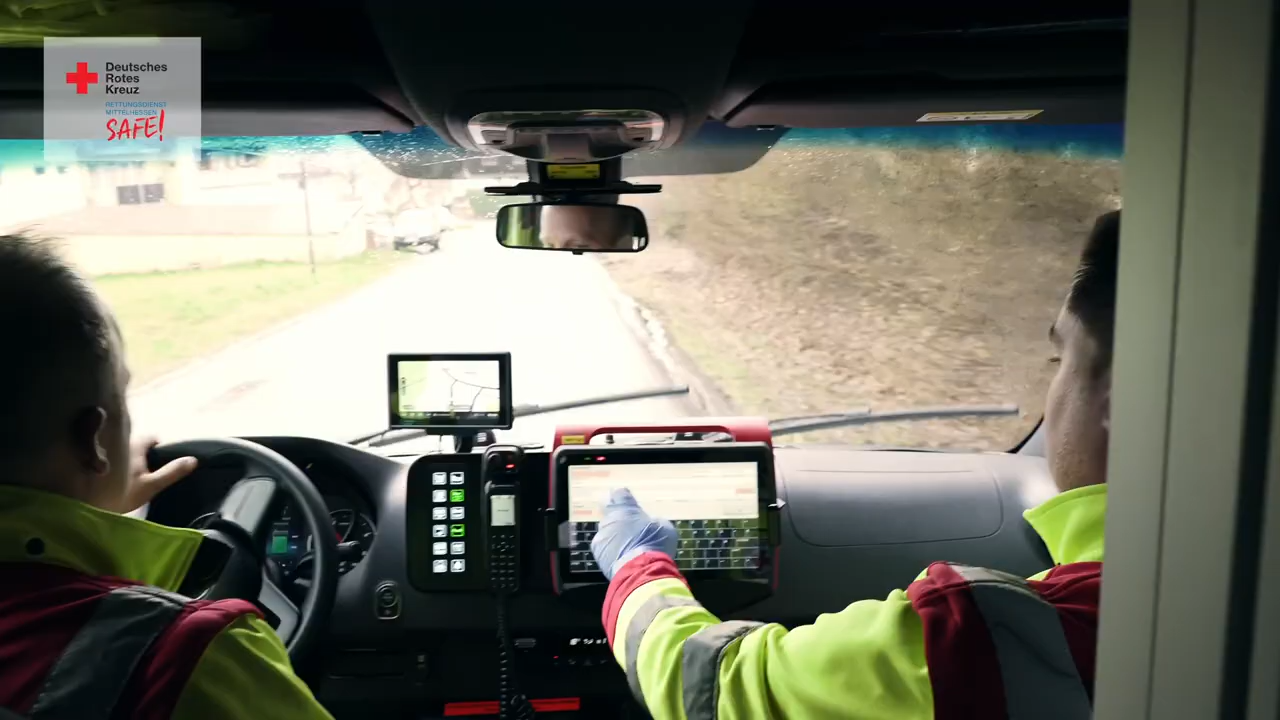 Deutsches
Rotes
Kreuz
RETTUNGSDIENST
MITTELHESSEN
SAFE!